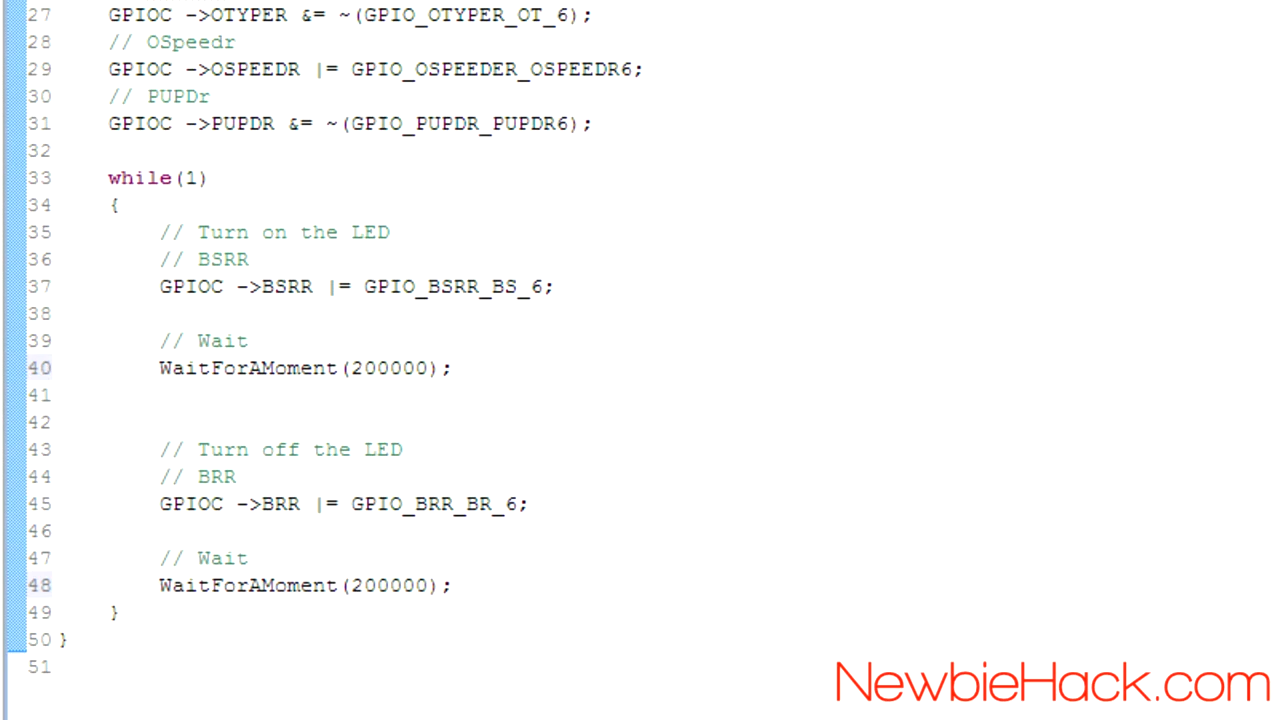 27 GPIOC ->OTYPER &= ~(GPIO_OTYPER_OT_6);
28 // OSpeedr
29 GPIOC ->OSPEEDR |= GPIO_OSPEEDER_OSPEEDR6;
30 // PUPDr
31 GPIOC ->PUPDR &= ~(GPIO_PUPDR_PUPDR6);
32
33 while(1)
34 {
35 // Turn on the LED
36 // BSRR
37 GPIOC ->BSRR |= GPIO_BSRR_BS_6;
38
39 // Wait
40 WaitForAMoment(200000);
41
42
43 // Turn off the LED
44 // BRR
45 GPIOC ->BRR |= GPIO_BRR_BR_6;
46
47 // Wait
48 WaitForAMoment(200000);
49 }
50 }
51
NewbieHack.com